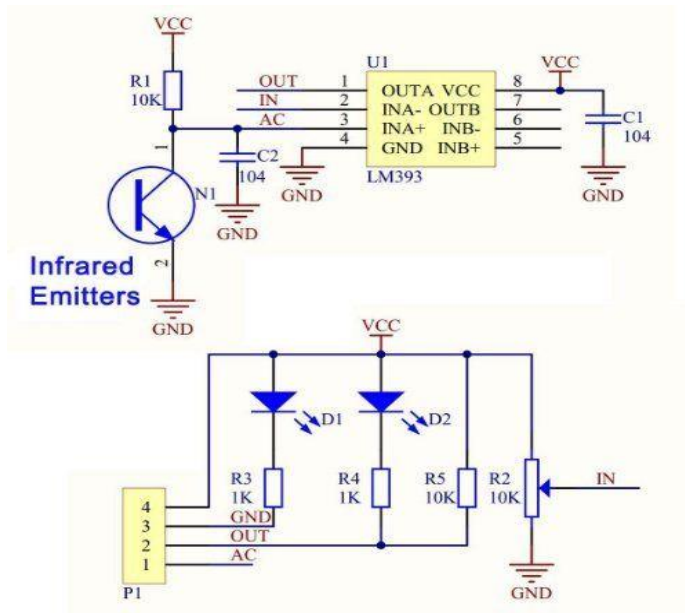 VCC
R1
10K
1
N1
2
GND
Infrared
Emitters
OUT
IN
AC
C2
104
GND
GND
U1
1 OUTA VCC 8
2 INA- OUTB 7
3 INA+ INB- 6
4 GND INB+ 5
LM393
VCC
C1
104
GND
VCC
D1
D2
R3
1K
R4
1K
R5
10K
R2
10K
IN
GND
4
3 GND
2 OUT
1 AC
P1